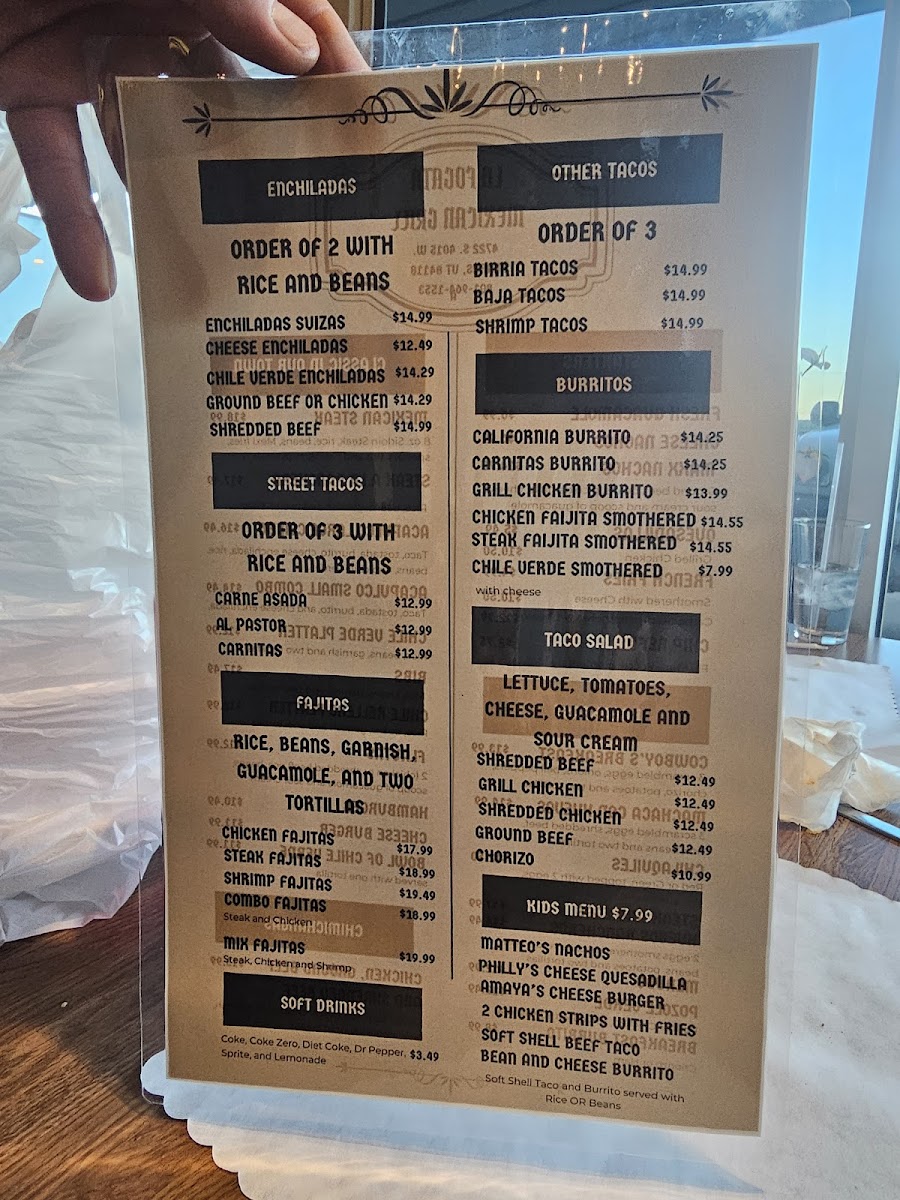 ENCHILADAS
ORDER OF 2 WITH
RICE AND BEANS
ENCHILADAS SUIZAS $14.99
CHEESE ENCHILADAS $12.49
CHILE VERDE ENCHILADAS $14.29
GROUND BEEF OR CHICKEN $14.29
SHREDDED BEEF $14.99
STREET TACOS
ORDER OF 3 WITH
RICE AND BEANS
CARNE ASADA $12.99
AL PASTOR $12.99
CARNITAS $12.99
FAJITAS
RICE, BEANS, GARNISH,
GUACAMOLE, AND TWO
TORTILLAS
CHICKEN FAJITAS $17.99
STEAK FAJITAS $18.99
SHRIMP FAJITAS $19.49
COMBO FAJITAS $18.99
Steak and Chicken
MIX FAJITAS $19.99
Steak, Chicken and Shrimp
SOFT DRINKS
Coke, Coke Zero, Diet Coke, Dr Pepper, $3.49
Sprite, and Lemonade
OTHER TACOS
ORDER OF 3
BIRRIA TACOS $14.99
BAJA TACOS $14.99
SHRIMP TACOS $14.99
BURRITOS
CALIFORNIA BURRITO $14.25
CARNITAS BURRITO $14.25
GRILL CHICKEN BURRITO $13.99
CHICKEN FAIJITA SMOTHERED $14.55
STEAK FAIJITA SMOTHERED $14.55
CHILE VERDE SMOTHERED $7.99
with cheese
TACO SALAD
LETTUCE, TOMATOES,
CHEESE, GUACAMOLE AND
SOUR CREAM
SHREDDED BEEF $12.49
GRILL CHICKEN $12.49
SHREDDED CHICKEN $12.49
GROUND BEEF $12.49
CHORIZO $10.99
KIDS MENU $7.99
MATTEO'S NACHOS
PHILLY'S CHEESE QUESADILLA
AMAYA'S CHEESE BURGER
2 CHICKEN STRIPS WITH FRIES
SOFT SHELL BEEF TACO
BEAN AND CHEESE BURRITO
Soft Shell Taco and Burrito served with
Rice OR Beans